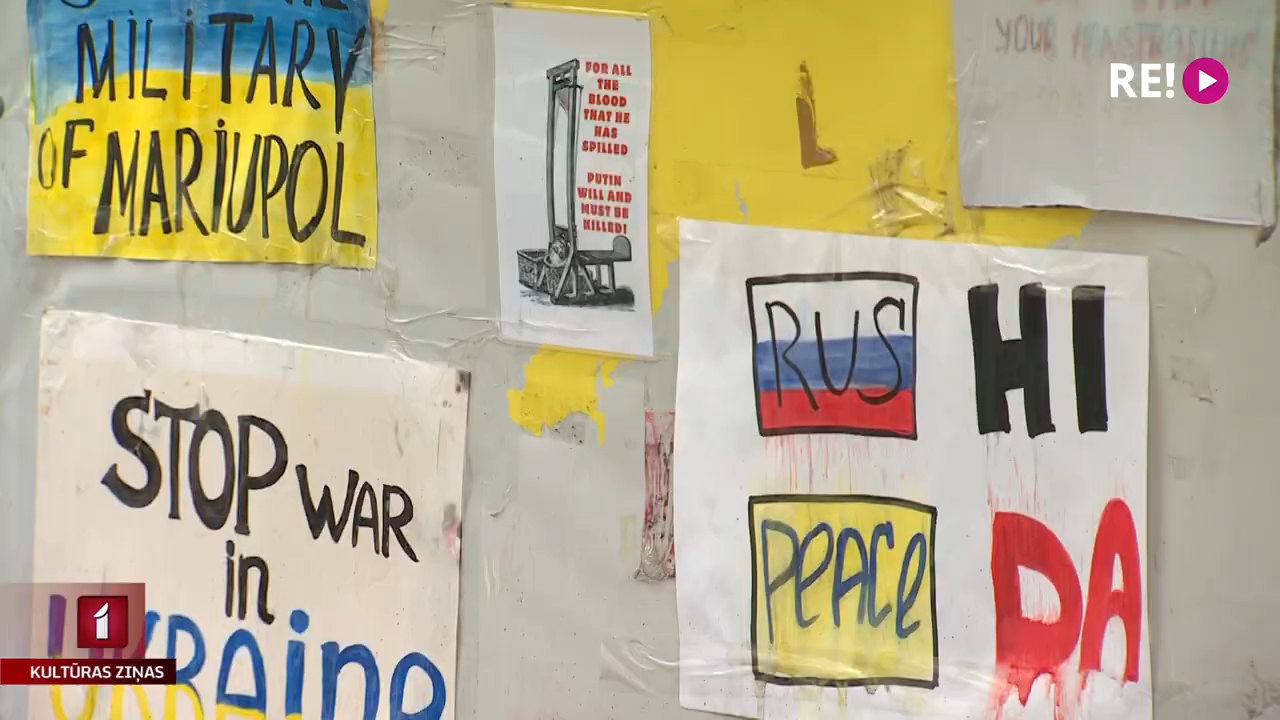 MILITARY
OF MARIUPOL
FOR ALL
THE
BLOOD
THAT HE
HAS
SPILLED
PUTIN
WILL AND
MUST BE
KILLED!
YOUR
RE!
RUS
HI
PEACE
DA
STOP WAR
in
UKRAINE
1
KULTŪRAS ZIŅAS